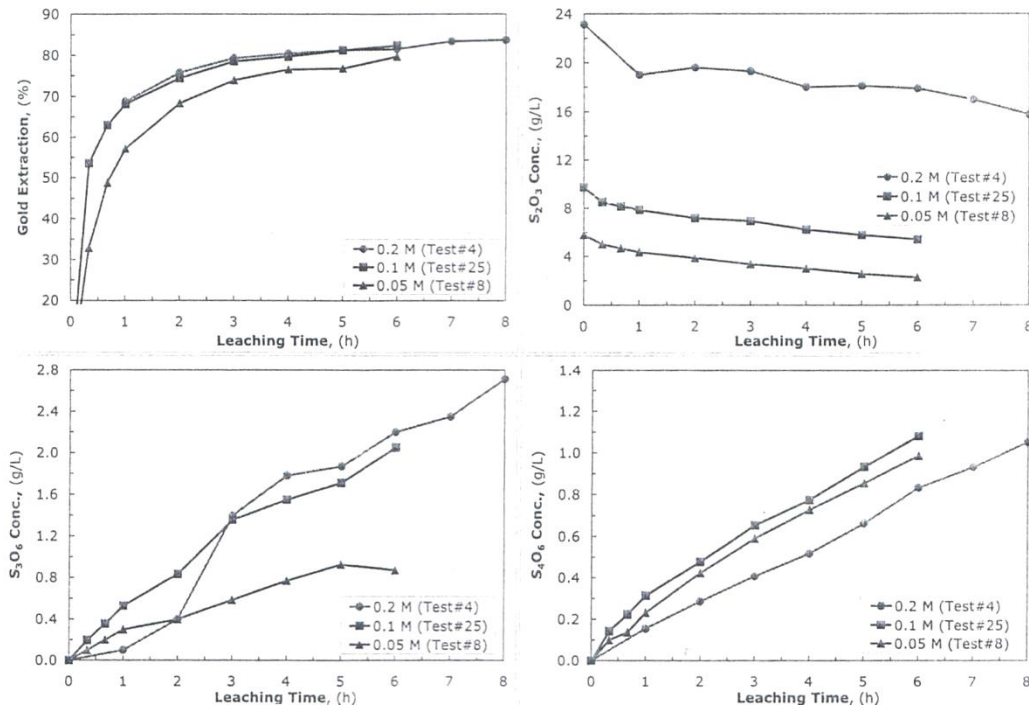 Gold Extraction, (%)
90
80
70
60
50
40
30
20
0 1 2 3 4 5 6 7 8
Leaching Time, (h)
0.2 M (Test#4)
0.1 M (Test#25)
0.05 M (Test#8)
S2O3 Conc., (g/L)
24
20
16
12
8
4
0
0 1 2 3 4 5 6 7 8
Leaching Time, (h)
0.2 M (Test#4)
0.1 M (Test#25)
0.05 M (Test#8)
S3O6 Conc., (g/L)
2.8
2.4
2.0
1.6
1.2
0.8
0.4
0.0
0 1 2 3 4 5 6 7 8
Leaching Time, (h)
0.2 M (Test#4)
0.1 M (Test#25)
0.05 M (Test#8)
S4O6 Conc., (g/L)
1.4
1.2
1.0
0.8
0.6
0.4
0.2
0.0
0 1 2 3 4 5 6 7 8
Leaching Time, (h)
0.2 M (Test#4)
0.1 M (Test#25)
0.05 M (Test#8)